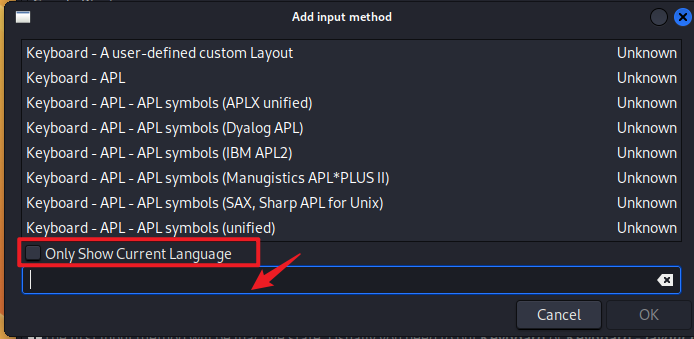 Add input method
Keyboard - A user-defined custom Layout Unknown
Keyboard - APL Unknown
Keyboard - APL - APL symbols (APLX unified) Unknown
Keyboard - APL - APL symbols (Dyalog APL) Unknown
Keyboard - APL - APL symbols (IBM APL2) Unknown
Keyboard - APL - APL symbols (Manugistics APL*PLUS II) Unknown
Keyboard - APL - APL symbols (SAX, Sharp APL for Unix) Unknown
Keyboard - APL - APL symbols (unified) Unknown
Only Show Current Language
Cancel OK